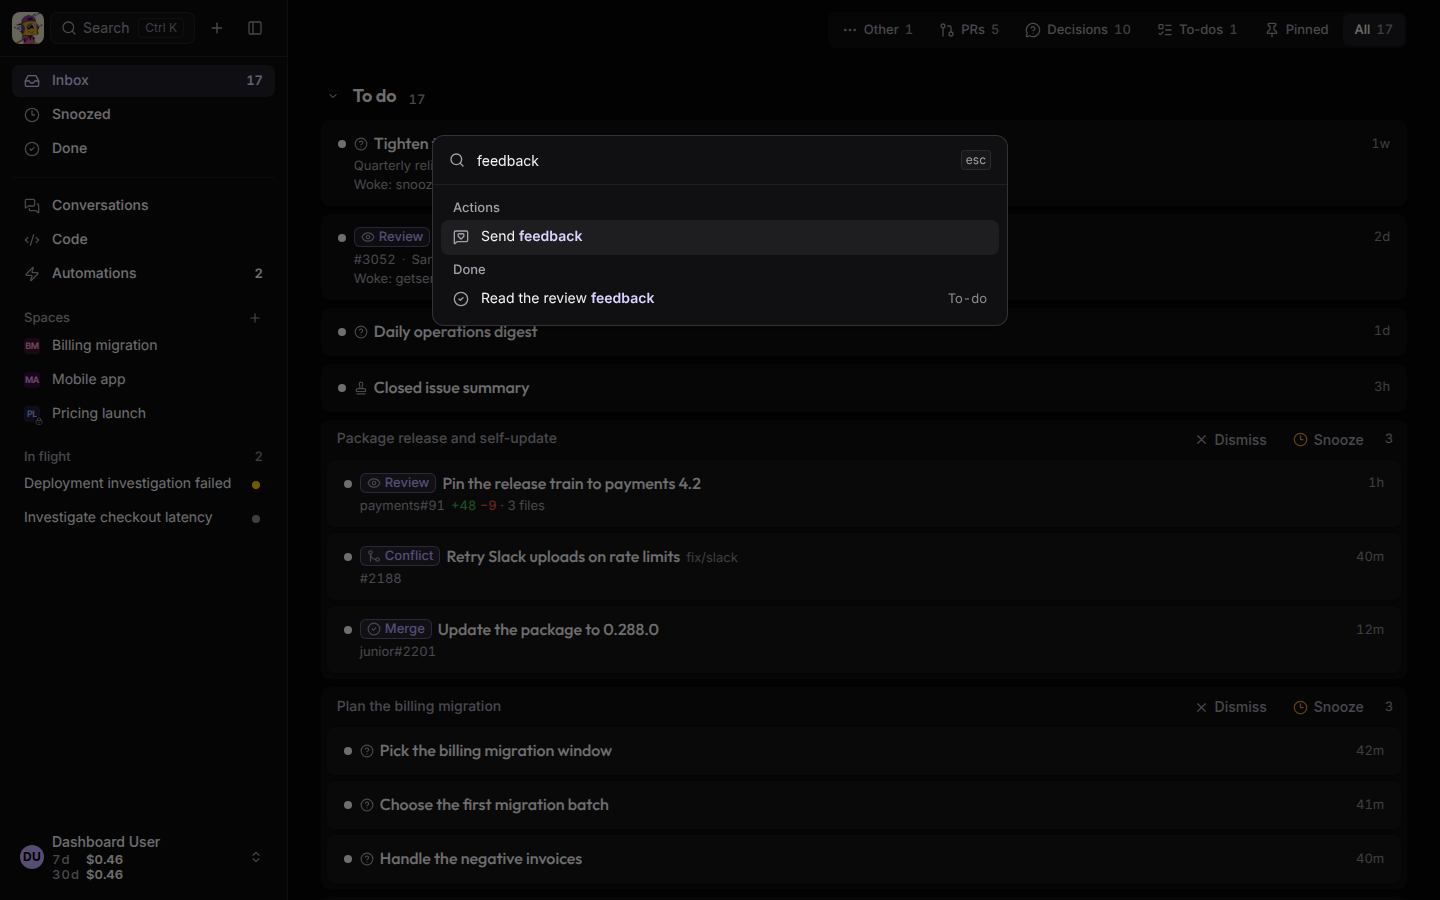 Search Ctrl K
Inbox 17
Snoozed
Done
Conversations
Code
Automations 2
Spaces
BM Billing migration
MA Mobile app
PL Pricing launch
In flight 2
Deployment investigation failed
Investigate checkout latency
DU Dashboard User
7d $0.46
30d $0.46
Other 1 PRs 5 Decisions 10 To-dos 1 Pinned All 17
To do 17
feedback esc
Actions
Send feedback
Done
Read the review feedback To-do
Tighten 1w
Quarterly
Woke:
Review 2d
#3052 ·
Woke:
Daily operations digest 1d
Closed issue summary 3h
Package release and self-update Dismiss Snooze 3
Review Pin the release train to payments 4.2 1h
payments#91 +48 −9 · 3 files
Conflict Retry Slack uploads on rate limits fix/slack 40m
#2188
Merge Update the package to 0.288.0 12m
junior#2201
Plan the billing migration Dismiss Snooze 3
Pick the billing migration window 42m
Choose the first migration batch 41m
Handle the negative invoices 40m